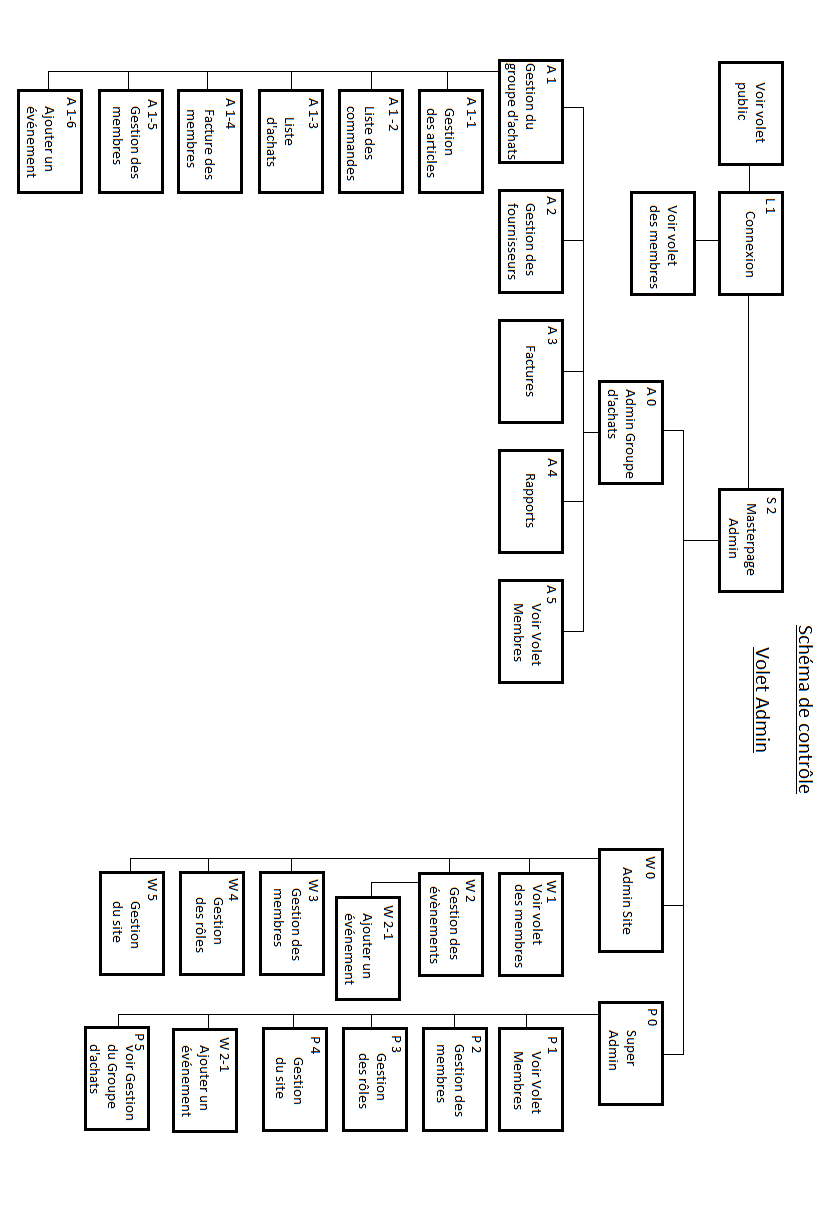 Schéma de contrôle
Volet Admin
Voir volet
public
L 1
Connexion
S 2
Masterpage
Admin
Voir volet
des membres
A 0
Admin Groupe
d'achats
W 0
Admin Site
P 0
Super
Admin
A 1
Gestion du
groupe d'achats
A 2
Gestion des
fournisseurs
A 3
Factures
A 4
Rapports
A 5
Voir Volet
Membres
A 1-1
Gestion
des articles
A 1-2
Liste des
commandes
A 1-3
Liste
d'achats
A 1-4
Facture des
membres
A 1-5
Gestion des
membres
A 1-6
Ajouter un
événement
W 1
Voir volet
des membres
W 2
Gestion des
évènements
W 2-1
Ajouter un
événement
W 3
Gestion des
membres
W 4
Gestion
des rôles
W 5
Gestion
du site
P 1
Voir Volet
Membres
P 2
Gestion des
membres
P 3
Gestion
des rôles
P 4
Gestion
du site
W 2-1
Ajouter un
événement
P 5
Voir Gestion
du Groupe
d'achats